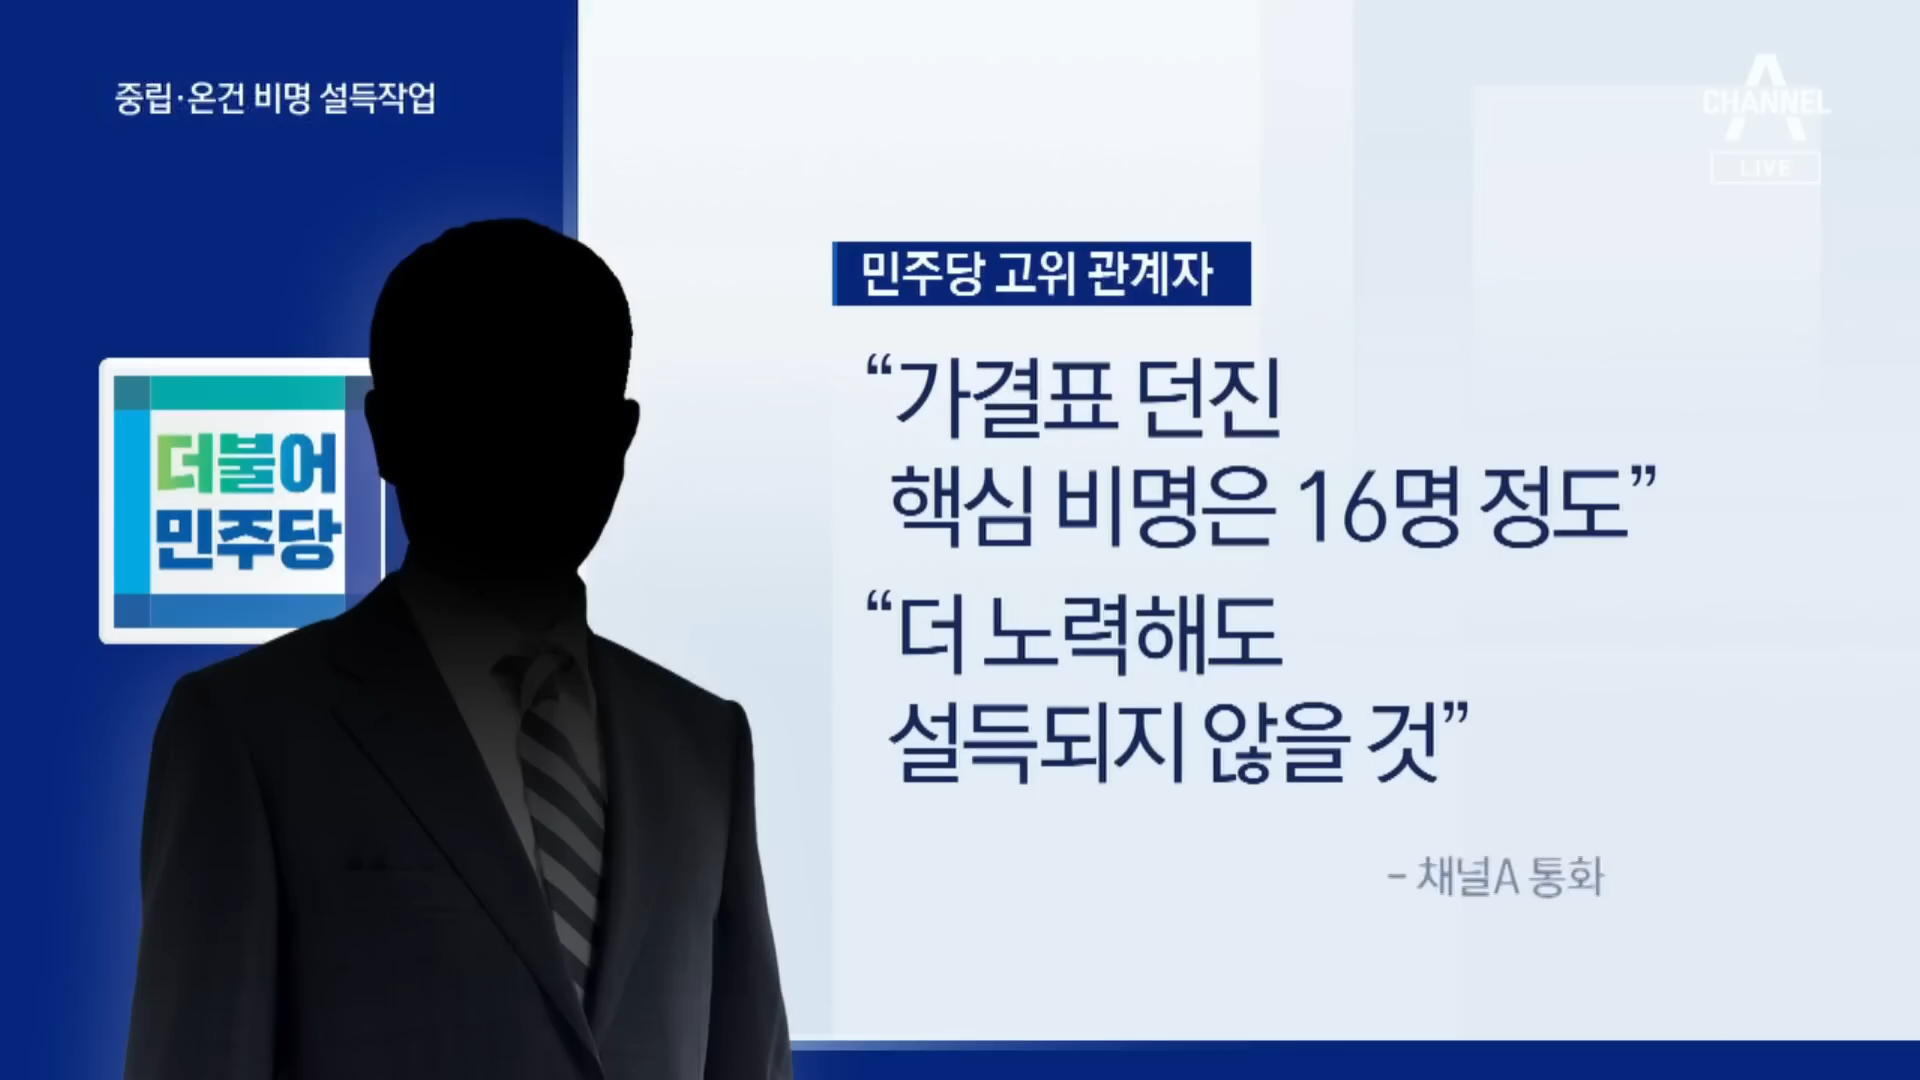 중립·온건 비명 설득작업
CHANNEL A
LIVE
민주당 고위 관계자
“가결표 던진
핵심 비명은 16명 정도”
“더 노력해도
설득되지 않을 것”
- 채널A 통화
더불어
민주당